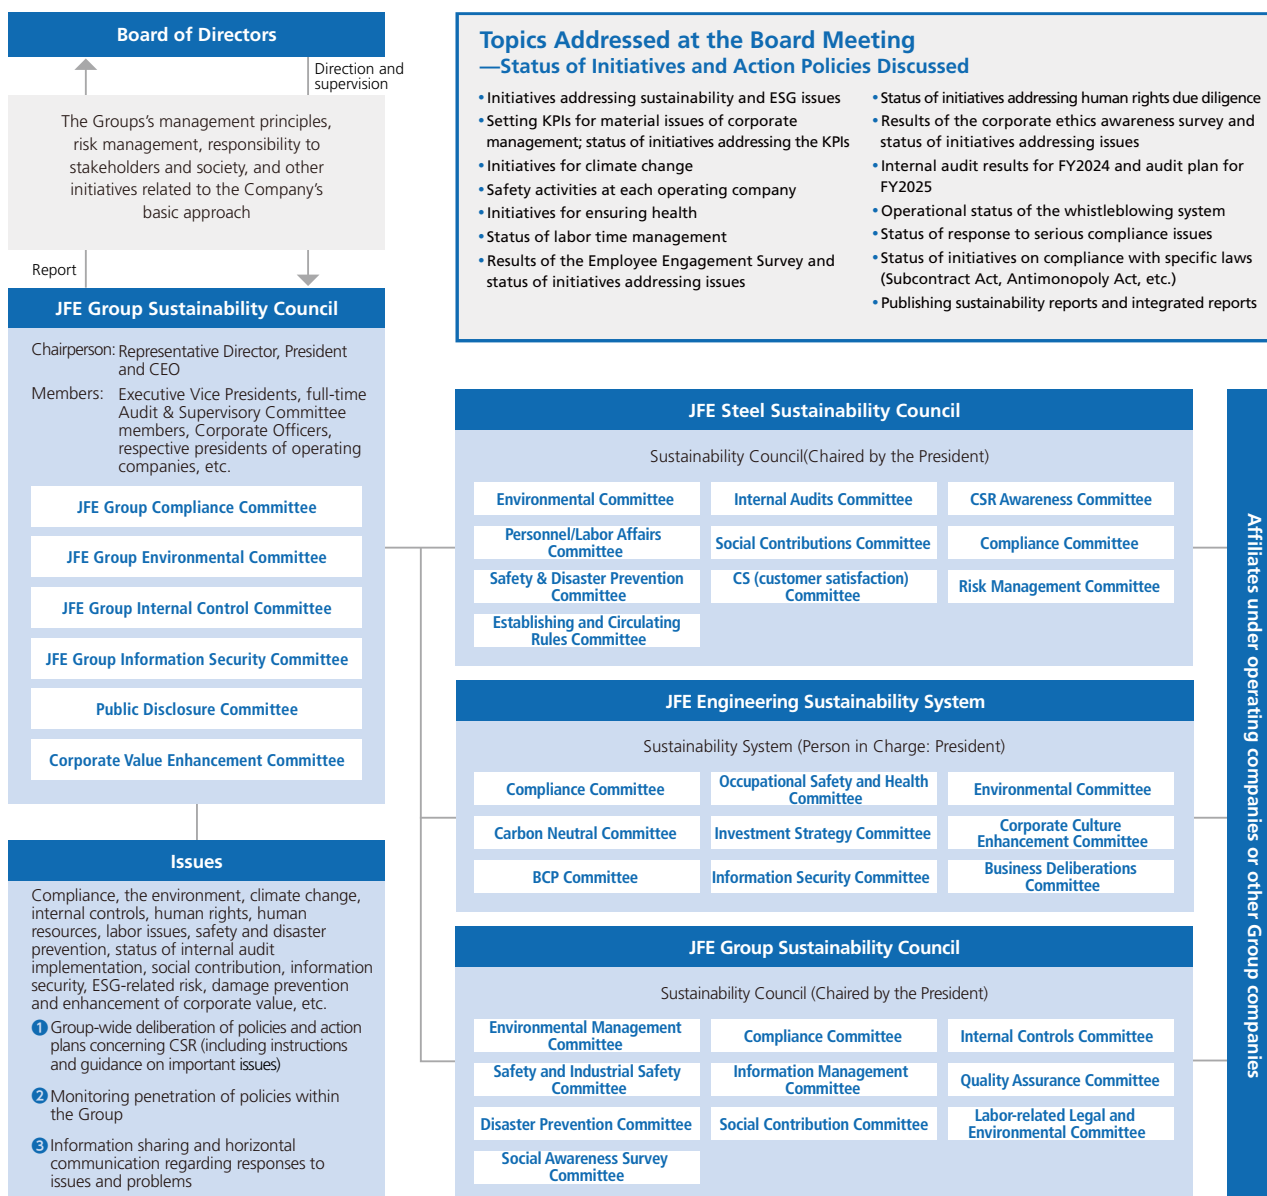 Board of Directors
Direction and
supervision
The Groups's management principles,
risk management, responsibility to
stakeholders and society, and other
initiatives related to the Company's
basic approach
Report
JFE Group Sustainability Council
Chairperson: Representative Director, President
and CEO
Members: Executive Vice Presidents, full-time
Audit & Supervisory Committee
members, Corporate Officers,
respective presidents of operating
companies, etc.
JFE Group Compliance Committee
JFE Group Environmental Committee
JFE Group Internal Control Committee
JFE Group Information Security Committee
Public Disclosure Committee
Corporate Value Enhancement Committee
Issues
Compliance, the environment, climate change,
internal controls, human rights, human
resources, labor issues, safety and disaster
prevention, status of internal audit
implementation, social contribution, information
security, ESG-related risk, damage prevention
and enhancement of corporate value, etc.
❶ Group-wide deliberation of policies and action
plans concerning CSR (including instructions
and guidance on important issues)
❷ Monitoring penetration of policies within
the Group
❸ Information sharing and horizontal
communication regarding responses to
issues and problems
Topics Addressed at the Board Meeting
—Status of Initiatives and Action Policies Discussed
• Initiatives addressing sustainability and ESG issues
• Setting KPIs for material issues of corporate
management; status of initiatives addressing the KPIs
• Initiatives for climate change
• Safety activities at each operating company
• Initiatives for ensuring health
• Status of labor time management
• Results of the Employee Engagement Survey and
status of initiatives addressing issues
• Status of initiatives addressing human rights due diligence
• Results of the corporate ethics awareness survey and
status of initiatives addressing issues
• Internal audit results for FY2024 and audit plan for
FY2025
• Operational status of the whistleblowing system
• Status of response to serious compliance issues
• Status of initiatives on compliance with specific laws
(Subcontract Act, Antimonopoly Act, etc.)
• Publishing sustainability reports and integrated reports
JFE Steel Sustainability Council
Sustainability Council(Chaired by the President)
Environmental Committee
Internal Audits Committee
CSR Awareness Committee
Personnel/Labor Affairs
Committee
Social Contributions Committee
Compliance Committee
Safety & Disaster Prevention
Committee
CS (customer satisfaction)
Committee
Risk Management Committee
Establishing and Circulating
Rules Committee
JFE Engineering Sustainability System
Sustainability System (Person in Charge: President)
Compliance Committee
Occupational Safety and Health
Committee
Environmental Committee
Carbon Neutral Committee
Investment Strategy Committee
Corporate Culture
Enhancement Committee
BCP Committee
Information Security Committee
Business Deliberations
Committee
JFE Group Sustainability Council
Sustainability Council (Chaired by the President)
Environmental Management
Committee
Compliance Committee
Internal Controls Committee
Safety and Industrial Safety
Committee
Information Management
Committee
Quality Assurance Committee
Disaster Prevention Committee
Social Contribution Committee
Labor-related Legal and
Environmental Committee
Social Awareness Survey
Committee
Affiliates under operating companies or other Group companies